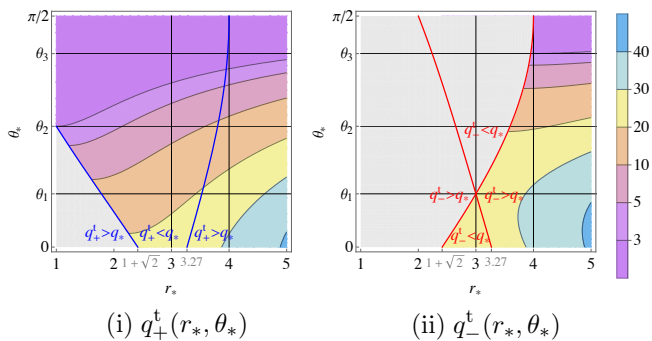 π/2
θ₃
θ₂
θ₁
0
θ*
q₊ᵗ>q* q₊ᵗ<q* q₊ᵗ>q*
1 2 1+√2 3 3.27 4 5
r*
(i) q₊ᵗ(r*, θ*)
π/2
θ₃
θ₂
θ₁
0
θ*
q₋ᵗ<q*
q₋ᵗ>q* q₋ᵗ>q*
q₋ᵗ<q*
1 2 1+√2 3 3.27 4 5
r*
(ii) q₋ᵗ(r*, θ*)
40
30
20
10
5
3